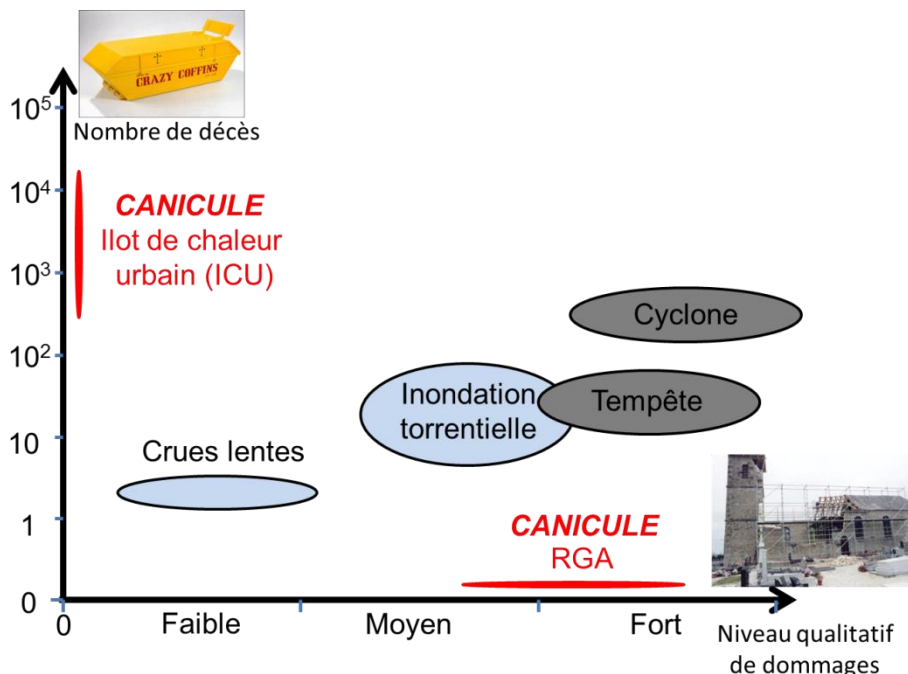 CRAZY COFFINS
Nombre de décès
10⁵
10⁴
10³
10²
10
1
0
CANICULE
Ilot de chaleur
urbain (ICU)
Cyclone
Inondation
torrentielle
Tempête
Crues lentes
CANICULE
RGA
0
Faible
Moyen
Fort
Niveau qualitatif
de dommages